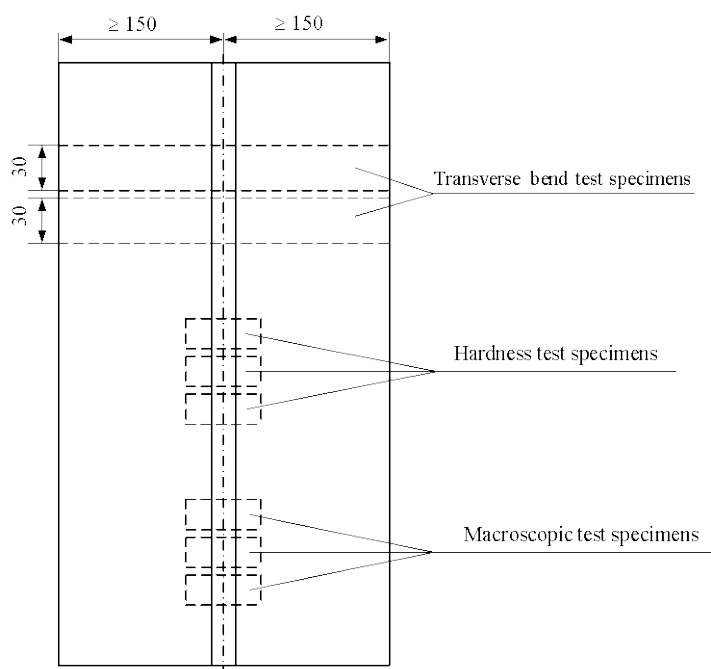 ≥ 150
≥ 150
30
30
Transverse bend test specimens
Hardness test specimens
Macroscopic test specimens